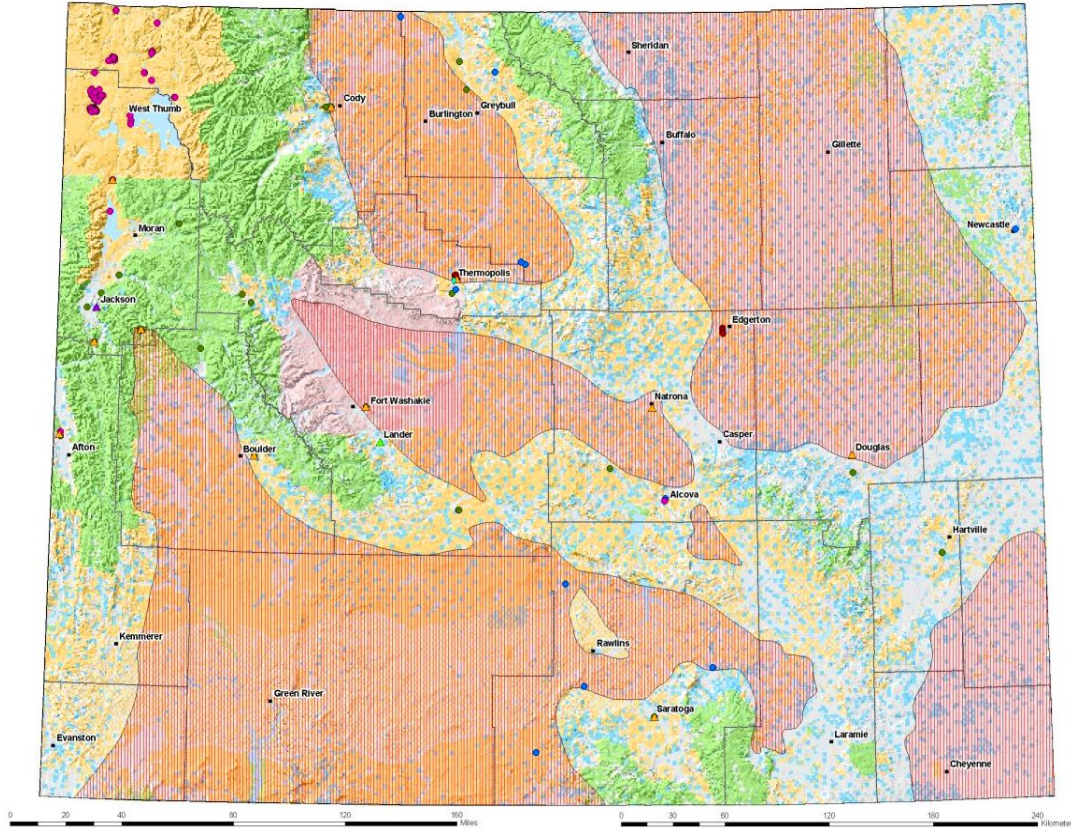 Sheridan
Cody
West Thumb
Burlington
Greybull
Buffalo
Gillette
Newcastle
Moran
Thermopolis
Jackson
Edgerton
Fort Washakie
Natrona
Lander
Casper
Afton
Boulder
Douglas
Alcova
Hartville
Kemmerer
Rawlins
Green River
Saratoga
Evanston
Laramie
Cheyenne
0 20 40 80 120 160
Miles
0 30 60 120 180 240
Kilometers